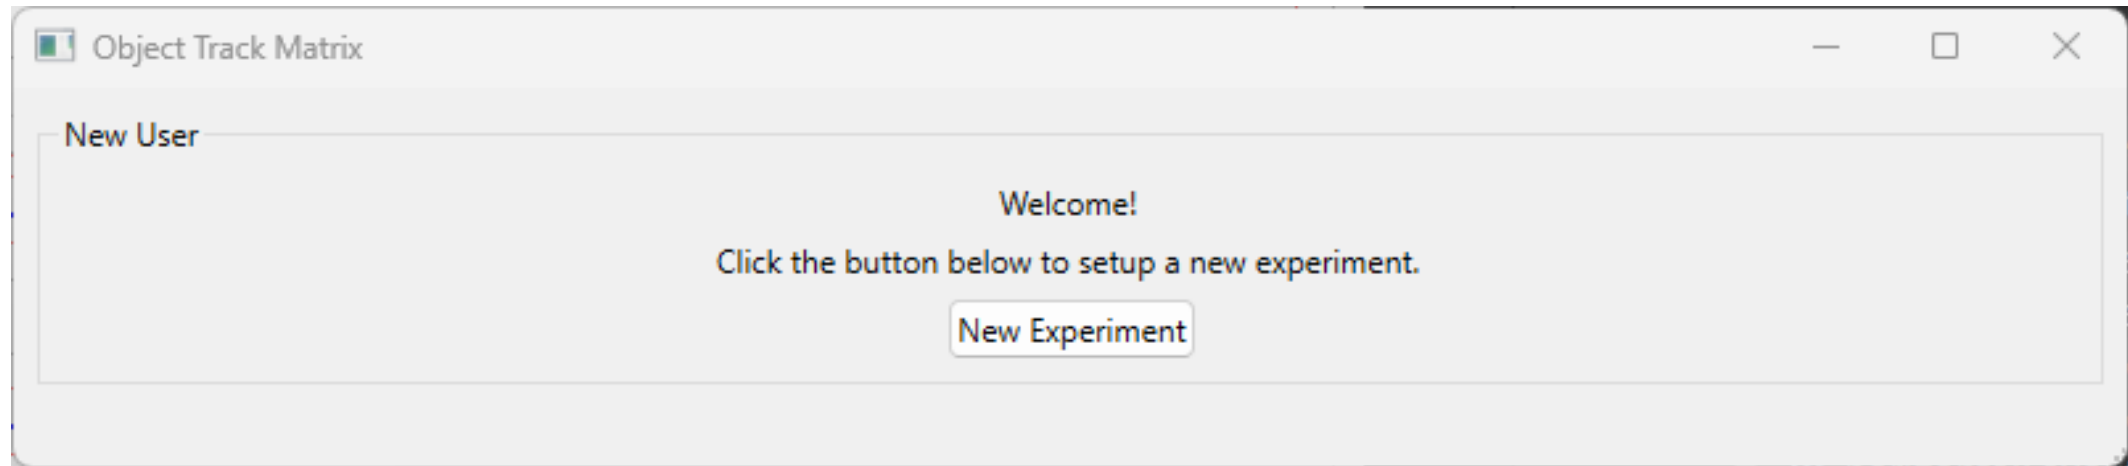 Object Track Matrix
New User
Welcome!
Click the button below to setup a new experiment.
New Experiment